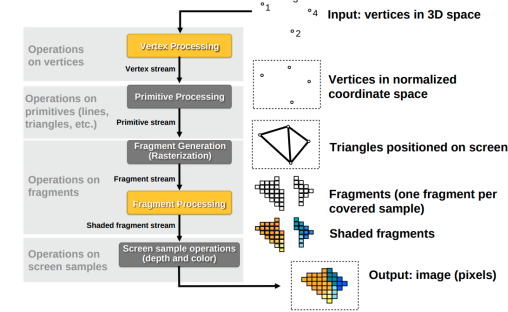 1
4
Input: vertices in 3D space
2
Operations
on vertices
Vertex Processing
Vertex stream
Vertices in normalized
coordinate space
Operations on
primitives (lines,
triangles, etc.)
Primitive Processing
Primitive stream
Triangles positioned on screen
Operations on
fragments
Fragment Generation
(Rasterization)
Fragment stream
Fragments (one fragment per
covered sample)
Fragment Processing
Shaded fragment stream
Shaded fragments
Operations on
screen samples
Screen sample operations
(depth and color)
Output: image (pixels)